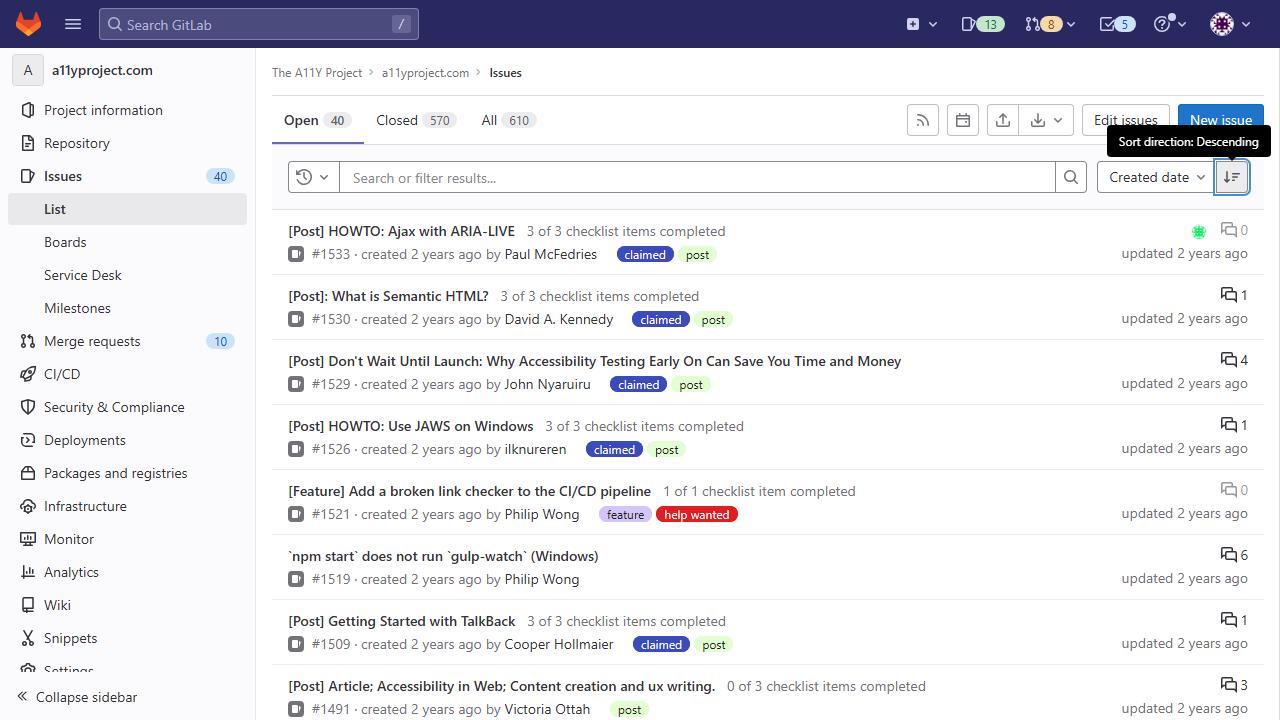 Search GitLab /
13
8
5
A a11yproject.com
Project information
Repository
Issues 40
List
Boards
Service Desk
Milestones
Merge requests 10
CI/CD
Security & Compliance
Deployments
Packages and registries
Infrastructure
Monitor
Analytics
Wiki
Snippets
Settings
Collapse sidebar
The A11Y Project > a11yproject.com > Issues
Open 40 Closed 570 All 610
Edit issues New issue
Sort direction: Descending
Search or filter results...
Created date
[Post] HOWTO: Ajax with ARIA-LIVE 3 of 3 checklist items completed 0
#1533 · created 2 years ago by Paul McFedries claimed post updated 2 years ago
[Post]: What is Semantic HTML? 3 of 3 checklist items completed 1
#1530 · created 2 years ago by David A. Kennedy claimed post updated 2 years ago
[Post] Don't Wait Until Launch: Why Accessibility Testing Early On Can Save You Time and Money 4
#1529 · created 2 years ago by John Nyaruiru claimed post updated 2 years ago
[Post] HOWTO: Use JAWS on Windows 3 of 3 checklist items completed 1
#1526 · created 2 years ago by ilknureren claimed post updated 2 years ago
[Feature] Add a broken link checker to the CI/CD pipeline 1 of 1 checklist item completed 0
#1521 · created 2 years ago by Philip Wong feature help wanted updated 2 years ago
`npm start` does not run `gulp-watch` (Windows) 6
#1519 · created 2 years ago by Philip Wong updated 2 years ago
[Post] Getting Started with TalkBack 3 of 3 checklist items completed 1
#1509 · created 2 years ago by Cooper Hollmaier claimed post updated 2 years ago
[Post] Article; Accessibility in Web; Content creation and ux writing. 0 of 3 checklist items completed 3
#1491 · created 2 years ago by Victoria Ottah post updated 2 years ago